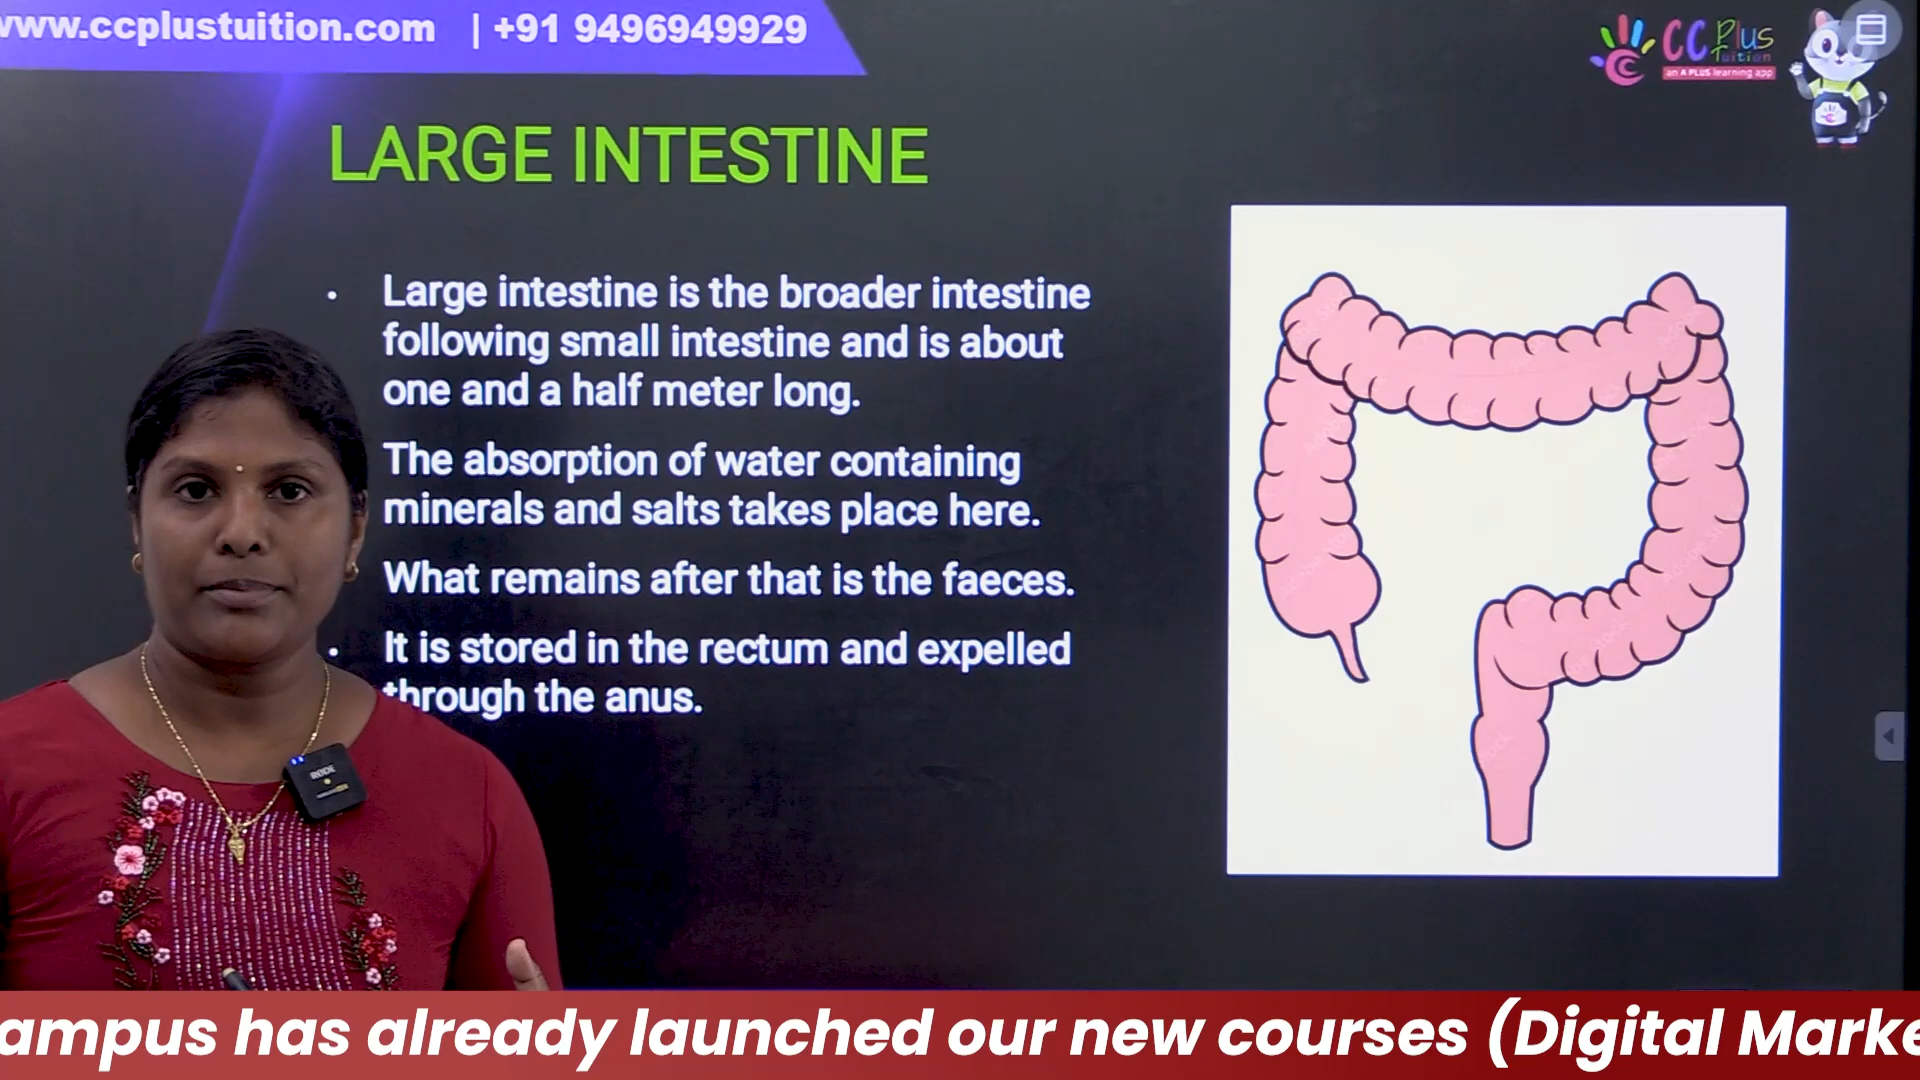 www.ccplustuition.com | +91 9496949929
CC Plus
Tuition
an A PLUS learning app
LARGE INTESTINE
• Large intestine is the broader intestine
following small intestine and is about
one and a half meter long.
The absorption of water containing
minerals and salts takes place here.
What remains after that is the faeces.
• It is stored in the rectum and expelled
through the anus.
RODE
ampus has already launched our new courses (Digital Marke